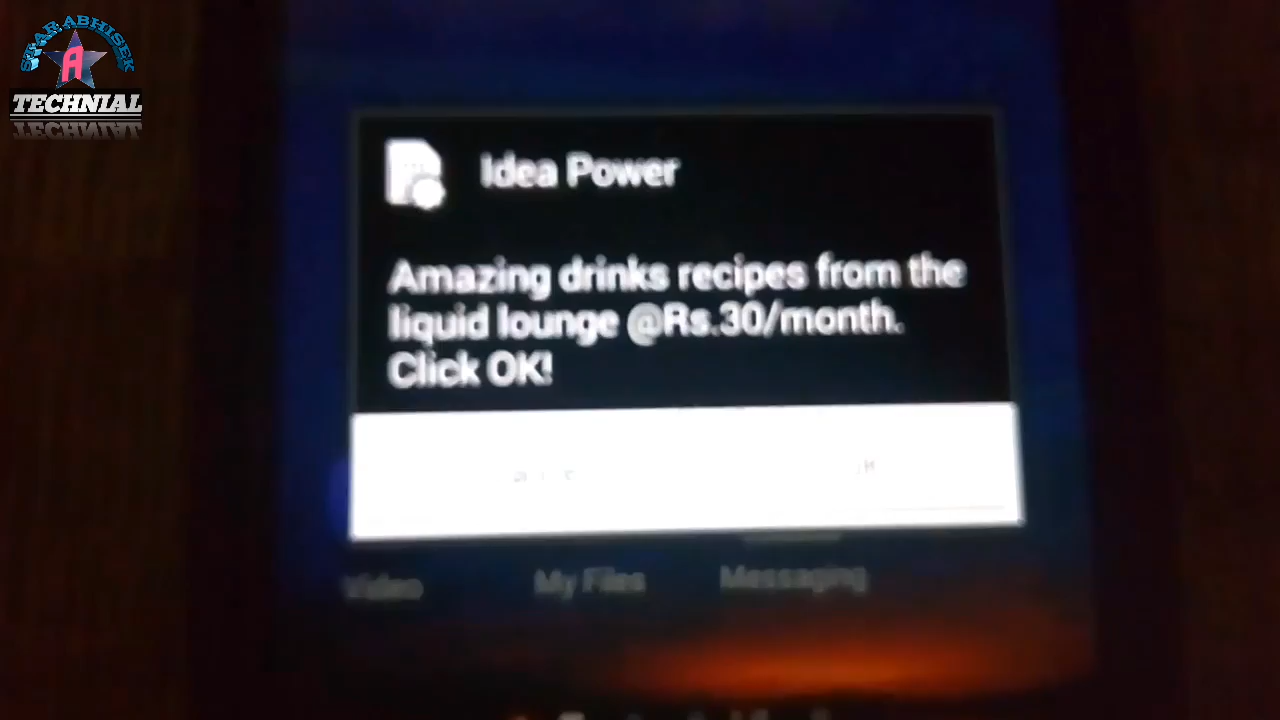 STAR ABHISEK
A
TECHNIAL
Idea Power
Amazing drinks recipes from the
liquid lounge @Rs.30/month.
Click OK!
Video My Files Messaging